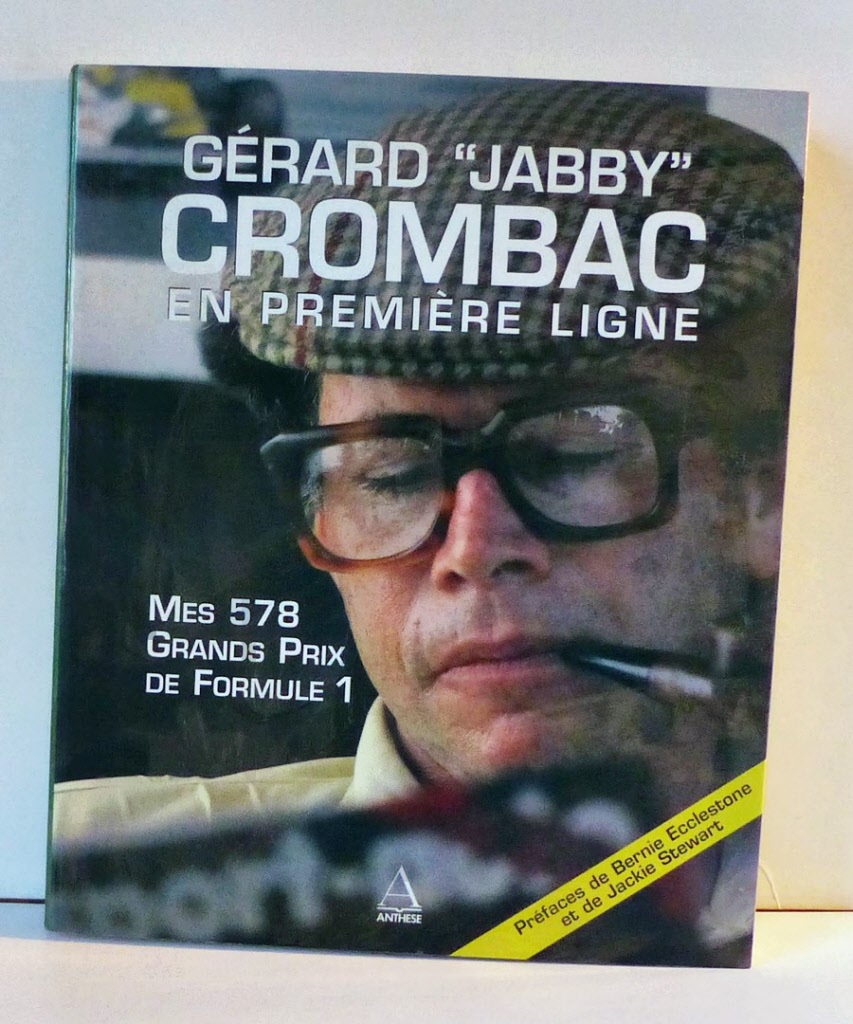 GÉRARD “JABBY”
CROMBAC
EN PREMIÈRE LIGNE
MES 578
GRANDS PRIX
DE FORMULE 1
A
ANTHESE
Préfaces de Bernie Ecclestone
et de Jackie Stewart